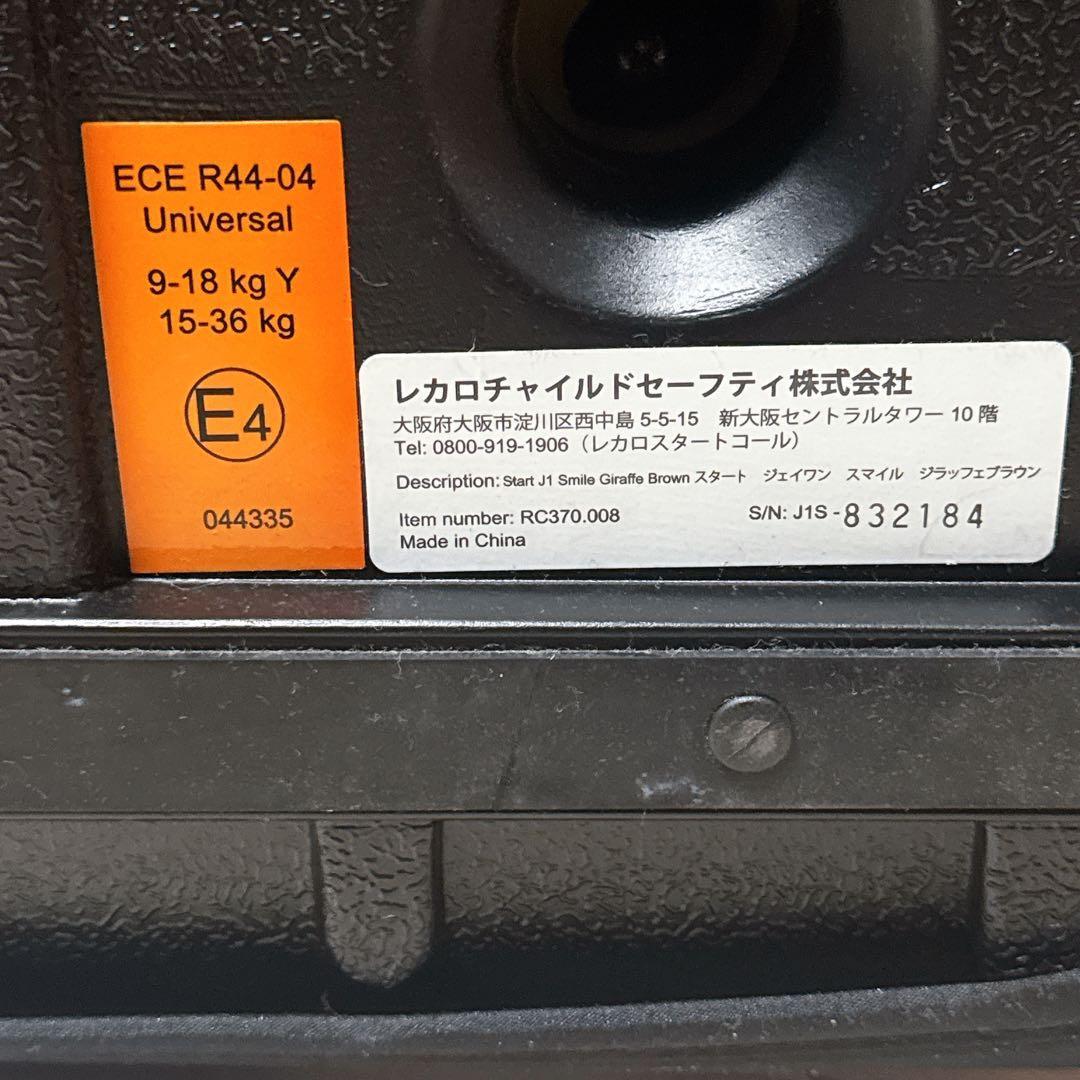 ECE R44-04
Universal
9-18 kg Y
15-36 kg
E4
044335
レカロチャイルドセーフティ株式会社
大阪府大阪市淀川区西中島 5-5-15　新大阪セントラルタワー 10 階
Tel: 0800-919-1906（レカロスタートコール）
Description: Start J1 Smile Giraffe Brown スタート　ジェイワン　スマイル　ジラッフェブラウン
Item number: RC370.008 S/N: J1S -832184
Made in China